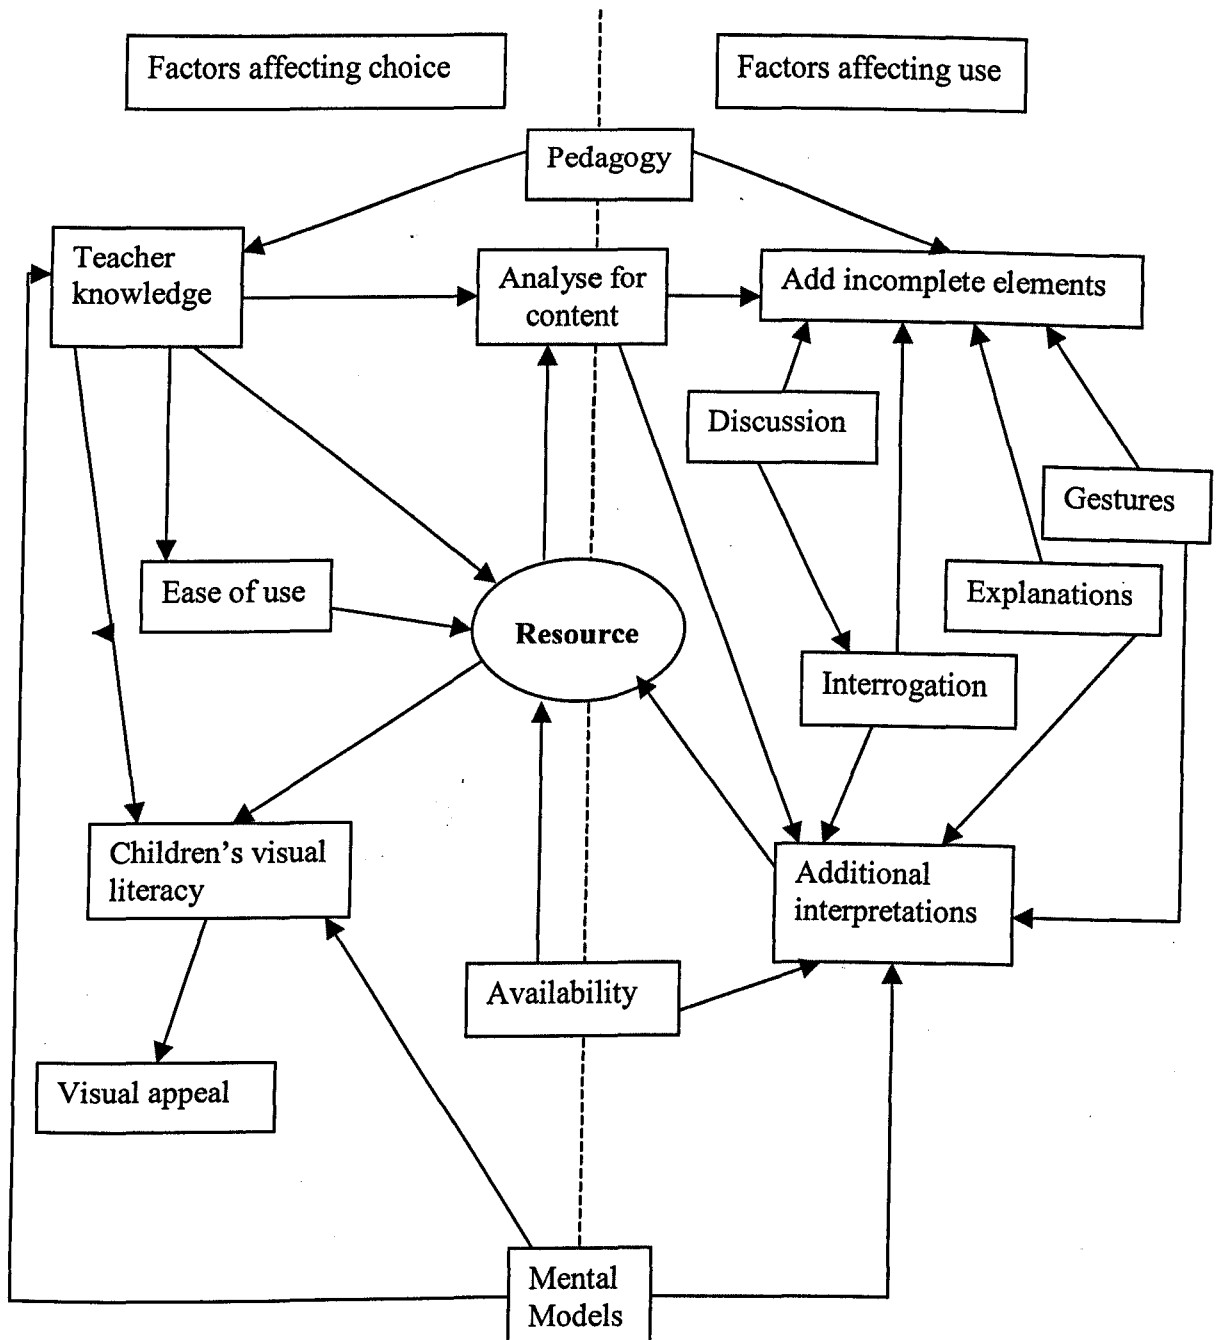 Factors affecting choice
Factors affecting use
Pedagogy
Teacher
knowledge
Analyse for
content
Add incomplete elements
Discussion
Gestures
Ease of use
Explanations
Resource
Interrogation
Children's visual
literacy
Additional
interpretations
Availability
Visual appeal
Mental
Models